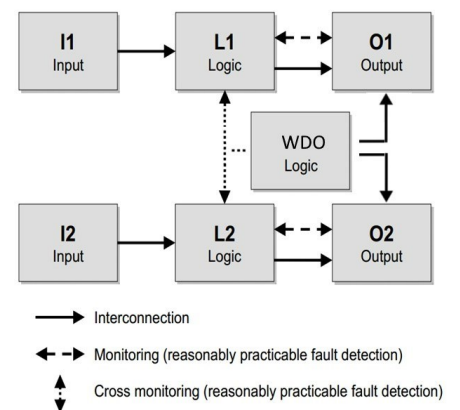 I1
Input
L1
Logic
O1
Output
WDO
Logic
I2
Input
L2
Logic
O2
Output
Interconnection
Monitoring (reasonably practicable fault detection)
Cross monitoring (reasonably practicable fault detection)